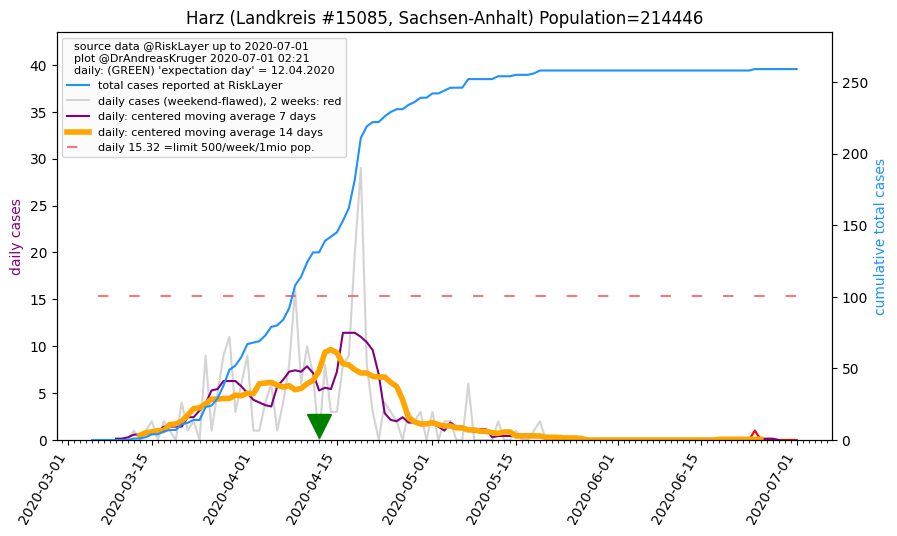 Harz (Landkreis #15085, Sachsen-Anhalt) Population=214446
source data @RiskLayer up to 2020-07-01
plot @DrAndreasKruger 2020-07-01 02:21
daily: (GREEN) 'expectation day' = 12.04.2020
total cases reported at RiskLayer
daily cases (weekend-flawed), 2 weeks: red
daily: centered moving average 7 days
daily: centered moving average 14 days
daily 15.32 =limit 500/week/1mio pop.
daily cases
40
35
30
25
20
15
10
5
0
cumulative total cases
250
200
150
100
50
0
2020-03-01
2020-03-15
2020-04-01
2020-04-15
2020-05-01
2020-05-15
2020-06-01
2020-06-15
2020-07-01